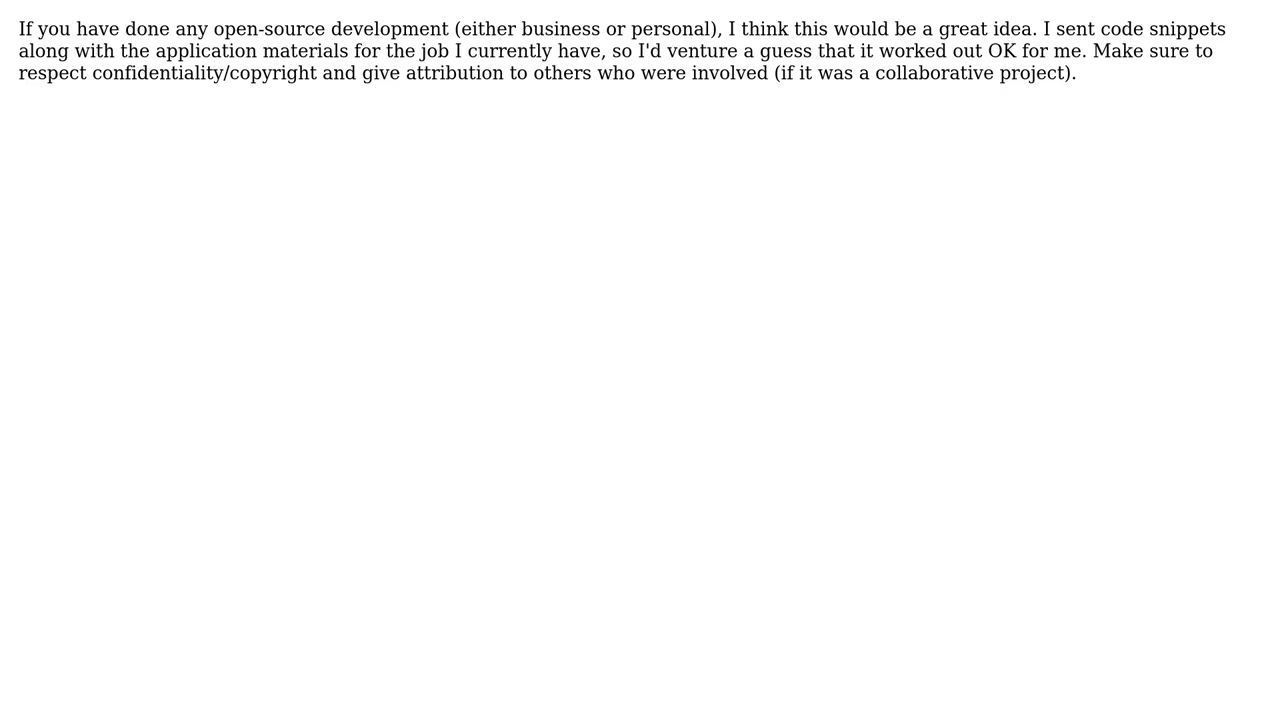 If you have done any open-source development (either business or personal), I think this would be a great idea. I sent code snippets
along with the application materials for the job I currently have, so I'd venture a guess that it worked out OK for me. Make sure to
respect confidentiality/copyright and give attribution to others who were involved (if it was a collaborative project).